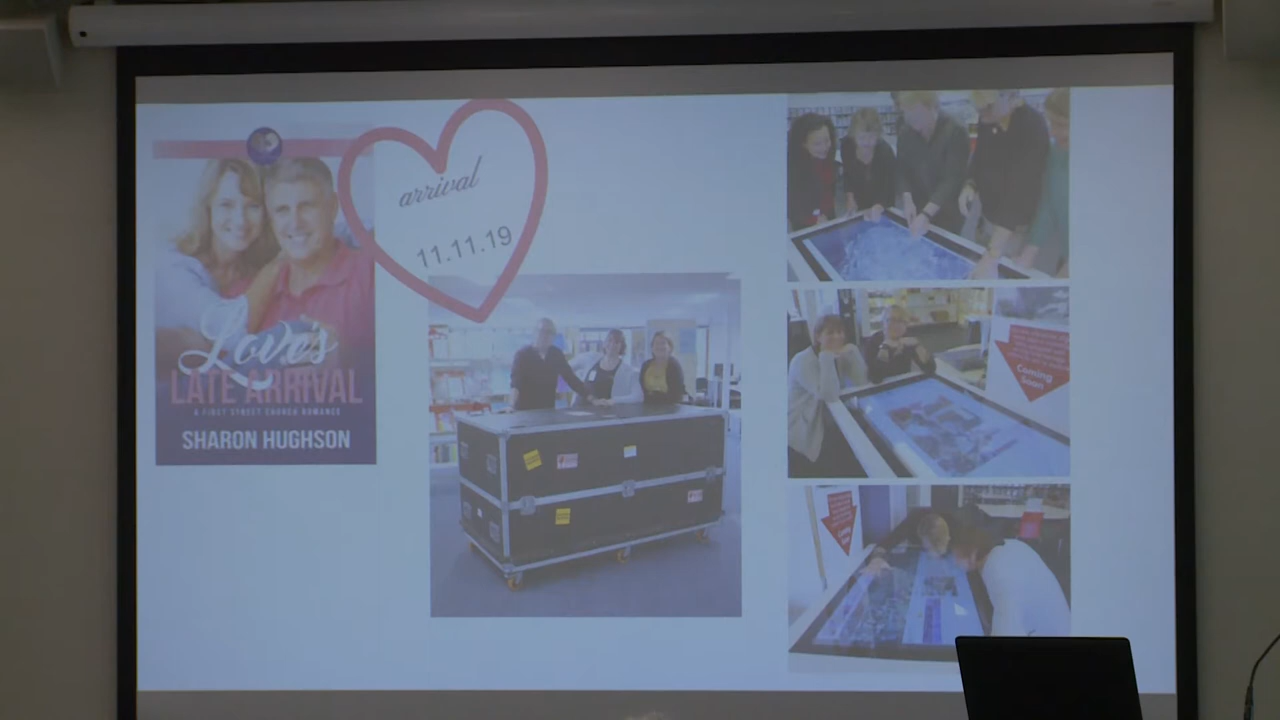 arrival
11.11.19
Love's
LATE ARRIVAL
A FIRST STREET CHURCH ROMANCE
SHARON HUGHSON
Coming
Soon